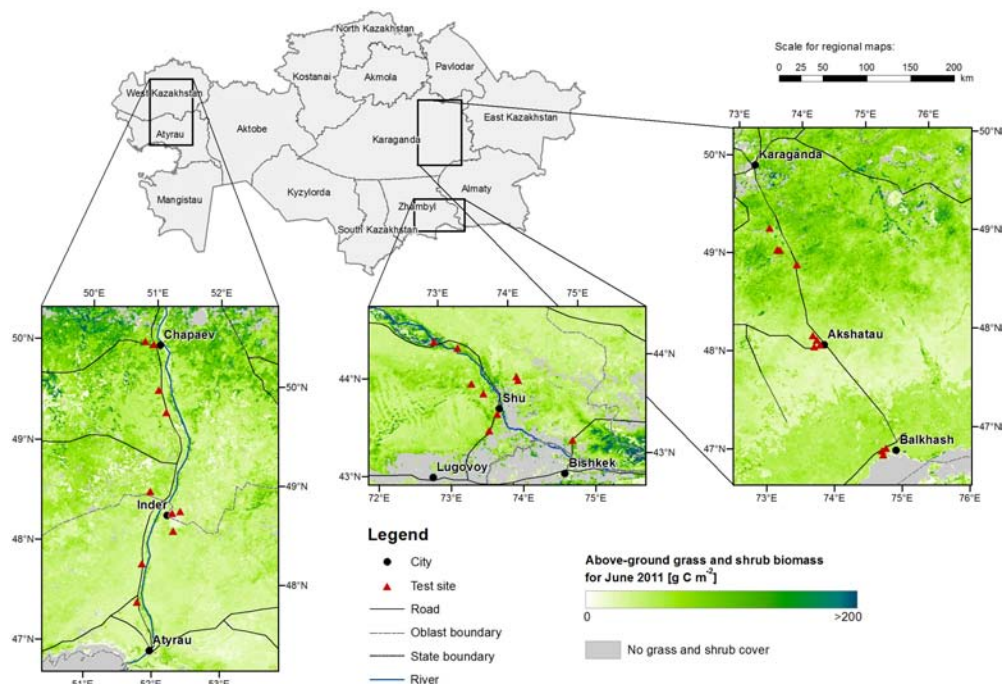 North Kazakhstan
Kostanai
Akmola
Pavlodar
West Kazakhstan
Atyrau
Aktobe
Karaganda
East Kazakhstan
Mangistau
Kyzylorda
Almaty
Zhambyl
South Kazakhstan
Scale for regional maps:
0 25 50 100 150 200
km
50°E 51°E 52°E
50°N
Chapaev
50°N
49°N
49°N
48°N
Inder
48°N
48°N
47°N
Atyrau
47°N
51°E 52°E 53°E
73°E 74°E 75°E
44°N
44°N
Shu
43°N
43°N
Lugovoy
Bishkek
72°E 73°E 74°E 75°E
73°E 74°E 75°E 76°E
50°N
Karaganda
50°N
49°N
49°N
48°N
Akshatau
48°N
47°N
47°N
Balkhash
73°E 74°E 75°E 76°E
Legend
City
Test site
Road
Oblast boundary
State boundary
River
Above-ground grass and shrub biomass
for June 2011 [g C m⁻²]
0 >200
No grass and shrub cover